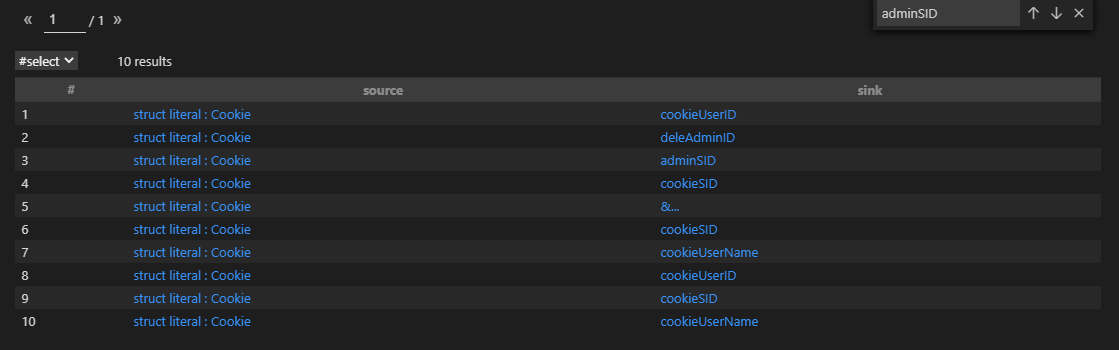 adminSID
« 1 / 1 »
#select 10 results
# source sink
1 struct literal : Cookie cookieUserID
2 struct literal : Cookie deleAdminID
3 struct literal : Cookie adminSID
4 struct literal : Cookie cookieSID
5 struct literal : Cookie &...
6 struct literal : Cookie cookieSID
7 struct literal : Cookie cookieUserName
8 struct literal : Cookie cookieUserID
9 struct literal : Cookie cookieSID
10 struct literal : Cookie cookieUserName